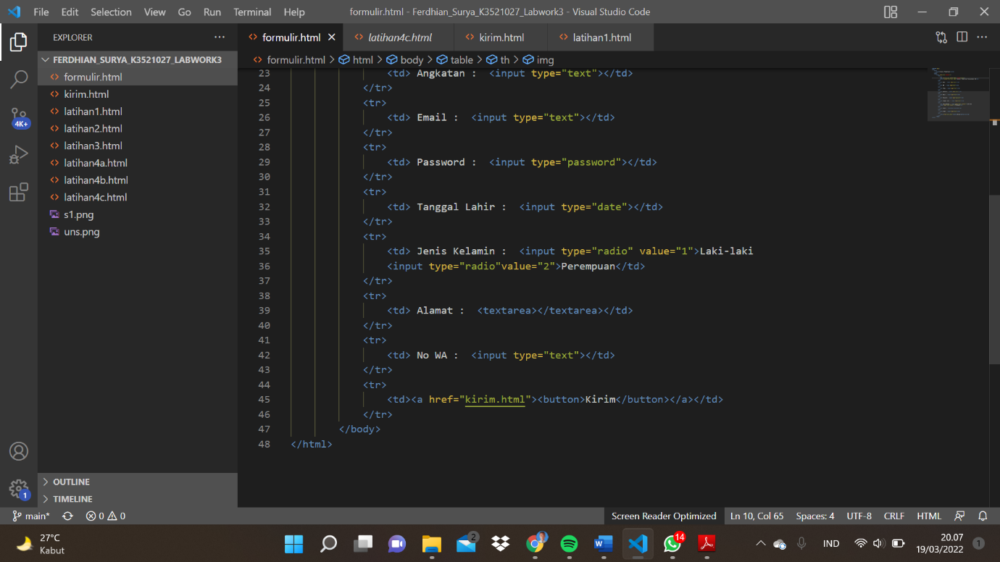 File Edit Selection View Go Run Terminal Help formulir.html - Ferdhian_Surya_K3521027_Labwork3 - Visual Studio Code
EXPLORER
FERDHIAN_SURYA_K3521027_LABWORK3
formulir.html
kirim.html
latihan1.html
latihan2.html
latihan3.html
latihan4a.html
latihan4b.html
latihan4c.html
s1.png
uns.png
OUTLINE
TIMELINE
4K+
1
formulir.html latihan4c.html kirim.html latihan1.html
formulir.html > html > body > table > th > img
23 <td> Angkatan :  <input type="text"></td>
24 </tr>
25 <tr>
26 <td> Email :  <input type="text"></td>
27 </tr>
28 <tr>
29 <td> Password :  <input type="password"></td>
30 </tr>
31 <tr>
32 <td> Tanggal Lahir :  <input type="date"></td>
33 </tr>
34 <tr>
35 <td> Jenis Kelamin :  <input type="radio" value="1">Laki-laki
36 <input type="radio"value="2">Perempuan</td>
37 </tr>
38 <tr>
39 <td> Alamat :  <textarea></textarea></td>
40 </tr>
41 <tr>
42 <td> No WA :  <input type="text"></td>
43 </tr>
44 <tr>
45 <td><a href="kirim.html"><button>Kirim</button></a></td>
46 </tr>
47 </body>
48 </html>
main* 0 0 Screen Reader Optimized Ln 10, Col 65 Spaces: 4 UTF-8 CRLF HTML
27°C
Kabut
2
14
IND
20.07
19/03/2022
1